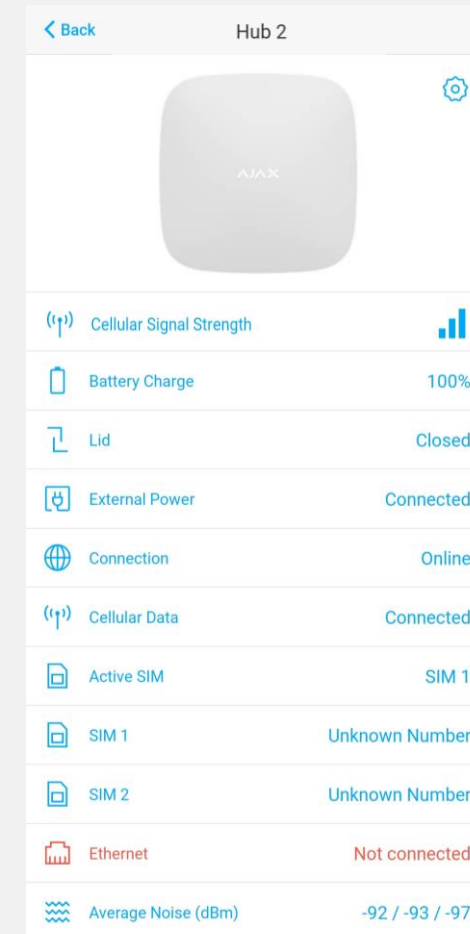 Back
Hub 2
AJAX
Cellular Signal Strength
Battery Charge 100%
Lid Closed
External Power Connected
Connection Online
Cellular Data Connected
Active SIM SIM 1
SIM 1 Unknown Number
SIM 2 Unknown Number
Ethernet Not connected
Average Noise (dBm) -92 / -93 / -97